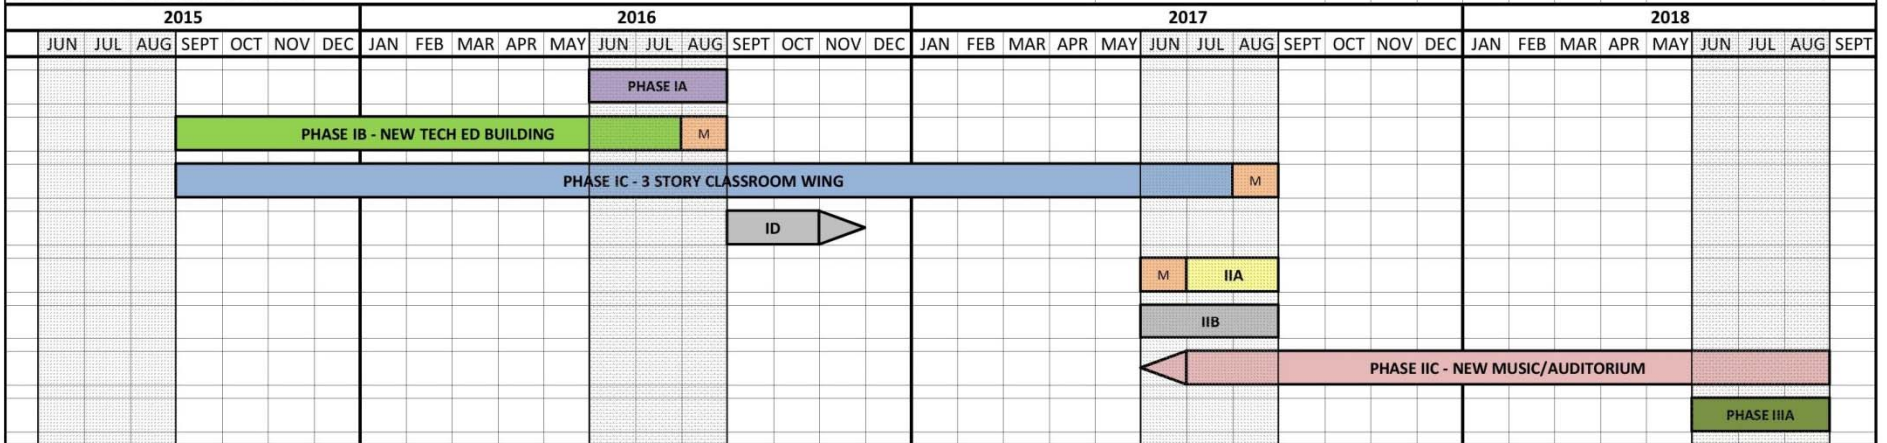 2015 2016 2017 2018
JUN JUL AUG SEPT OCT NOV DEC JAN FEB MAR APR MAY JUN JUL AUG SEPT OCT NOV DEC JAN FEB MAR APR MAY JUN JUL AUG SEPT OCT NOV DEC JAN FEB MAR APR MAY JUN JUL AUG SEPT
PHASE IA
PHASE IB - NEW TECH ED BUILDING M
PHASE IC - 3 STORY CLASSROOM WING M
ID
M IIA
IIB
PHASE IIC - NEW MUSIC/AUDITORIUM
PHASE IIIA